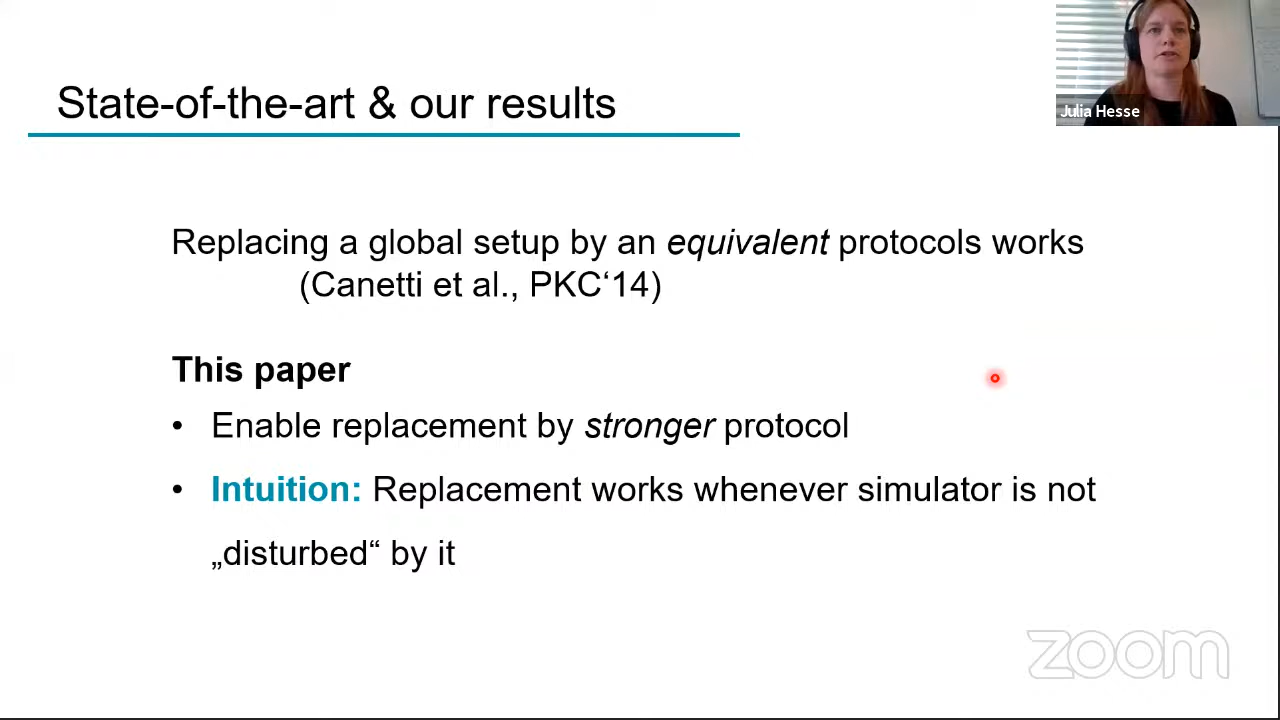 State-of-the-art & our results
Julia Hesse
Replacing a global setup by an equivalent protocols works
(Canetti et al., PKC‘14)
This paper
• Enable replacement by stronger protocol
• Intuition: Replacement works whenever simulator is not
„disturbed“ by it
zoom